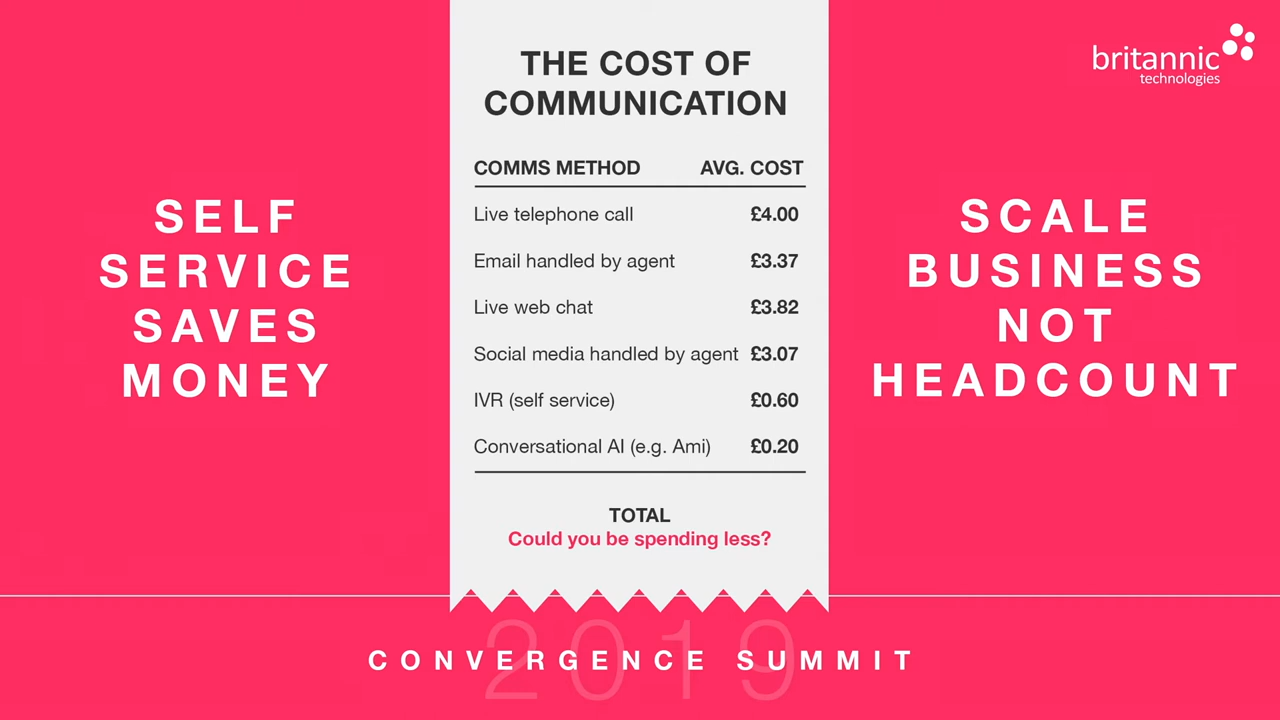 THE COST OF
COMMUNICATION
britannic
technologies
SELF
SERVICE
SAVES
MONEY
COMMS METHOD AVG. COST
Live telephone call £4.00
Email handled by agent £3.37
Live web chat £3.82
Social media handled by agent £3.07
IVR (self service) £0.60
Conversational AI (e.g. Ami) £0.20
TOTAL
Could you be spending less?
SCALE
BUSINESS
NOT
HEADCOUNT
2019
CONVERGENCE SUMMIT